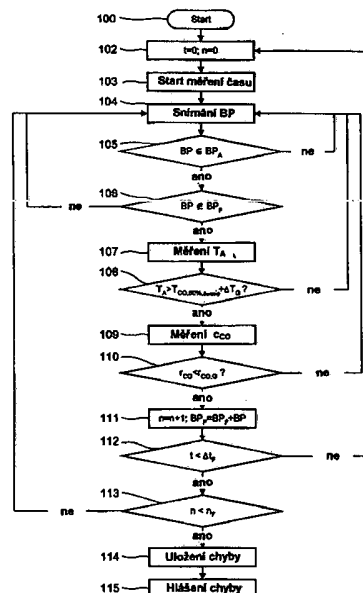 100
Start
102
t=0; n=0
103
Start měření času
104
Snímání BP
105
BP ∈ BP_A
ne
ano
106
BP ∉ BP_F
ne
ano
107
Měření T_A
108
ano
109
Měření c_CO
110
ne
ano
111
n=n+1; BP_F=BP_F+BP
112
t < Δt_F
ano
113
ne
n < n_F
ne
ano
114
Uložení chyby
115
Hlášení chyby